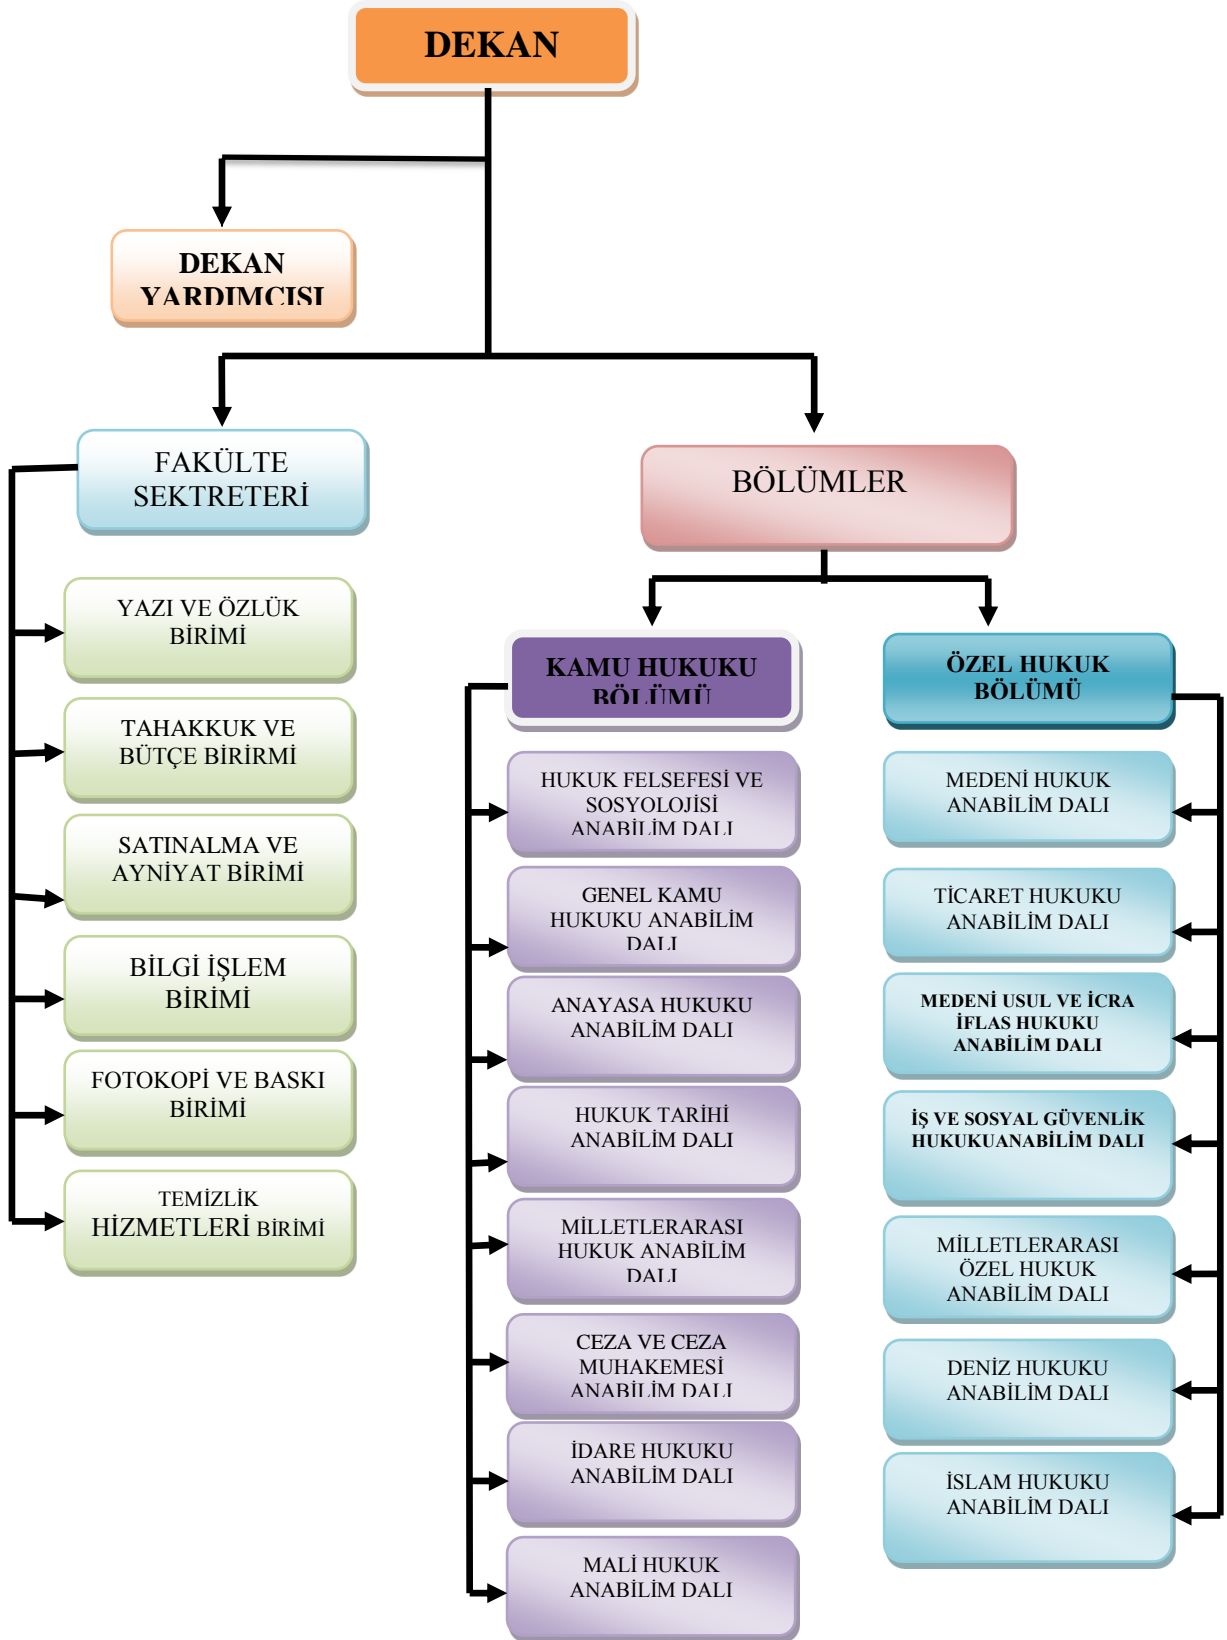 DEKAN
DEKAN
YARDIMCISI
FAKÜLTE
SEKTRETERİ
BÖLÜMLER
YAZI VE ÖZLÜK
BİRİMİ
TAHAKKUK VE
BÜTÇE BİRİRMİ
SATINALMA VE
AYNİYAT BİRİMİ
BİLGİ İŞLEM
BİRİMİ
FOTOKOPİ VE BASKI
BİRİMİ
TEMİZLİK
HİZMETLERİ BİRİMİ
KAMU HUKUKU
BÖLÜMÜ
HUKUK FELSEFESİ VE
SOSYOLOJİSİ
ANABİLİM DALI
GENEL KAMU
HUKUKU ANABİLİM
DALI
ANAYASA HUKUKU
ANABİLİM DALI
HUKUK TARİHİ
ANABİLİM DALI
MİLLETLERARASI
HUKUK ANABİLİM
DALI
CEZA VE CEZA
MUHAKEMESİ
ANABİLİM DALI
İDARE HUKUKU
ANABİLİM DALI
MALİ HUKUK
ANABİLİM DALI
ÖZEL HUKUK
BÖLÜMÜ
MEDENİ HUKUK
ANABİLİM DALI
TİCARET HUKUKU
ANABİLİM DALI
MEDENİ USUL VE İCRA
İFLAS HUKUKU
ANABİLİM DALI
İŞ VE SOSYAL GÜVENLİK
HUKUKUANABİLİM DALI
MİLLETLERARASI
ÖZEL HUKUK
ANABİLİM DALI
DENİZ HUKUKU
ANABİLİM DALI
İSLAM HUKUKU
ANABİLİM DALI